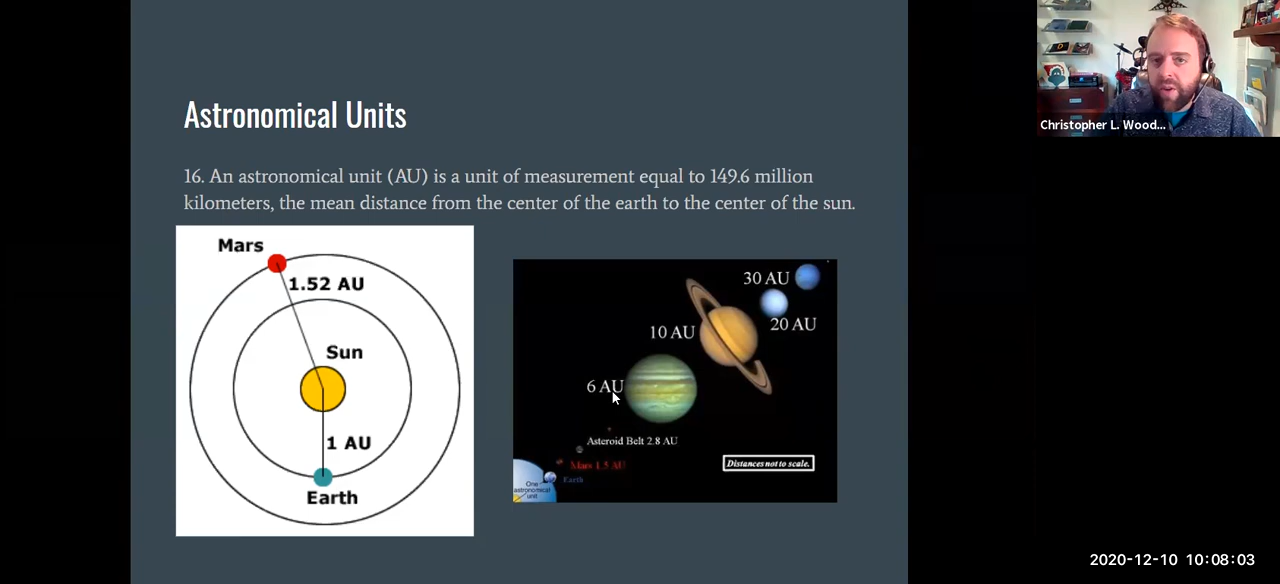 Astronomical Units
16. An astronomical unit (AU) is a unit of measurement equal to 149.6 million
kilometers, the mean distance from the center of the earth to the center of the sun.
Mars
1.52 AU
Sun
1 AU
Earth
30 AU
20 AU
10 AU
6 AU
Asteroid Belt 2.8 AU
Mars 1.5 AU
Earth
One
astronomical
unit
Distances not to scale.
Christopher L. Wood...
2020-12-10 10:08:03